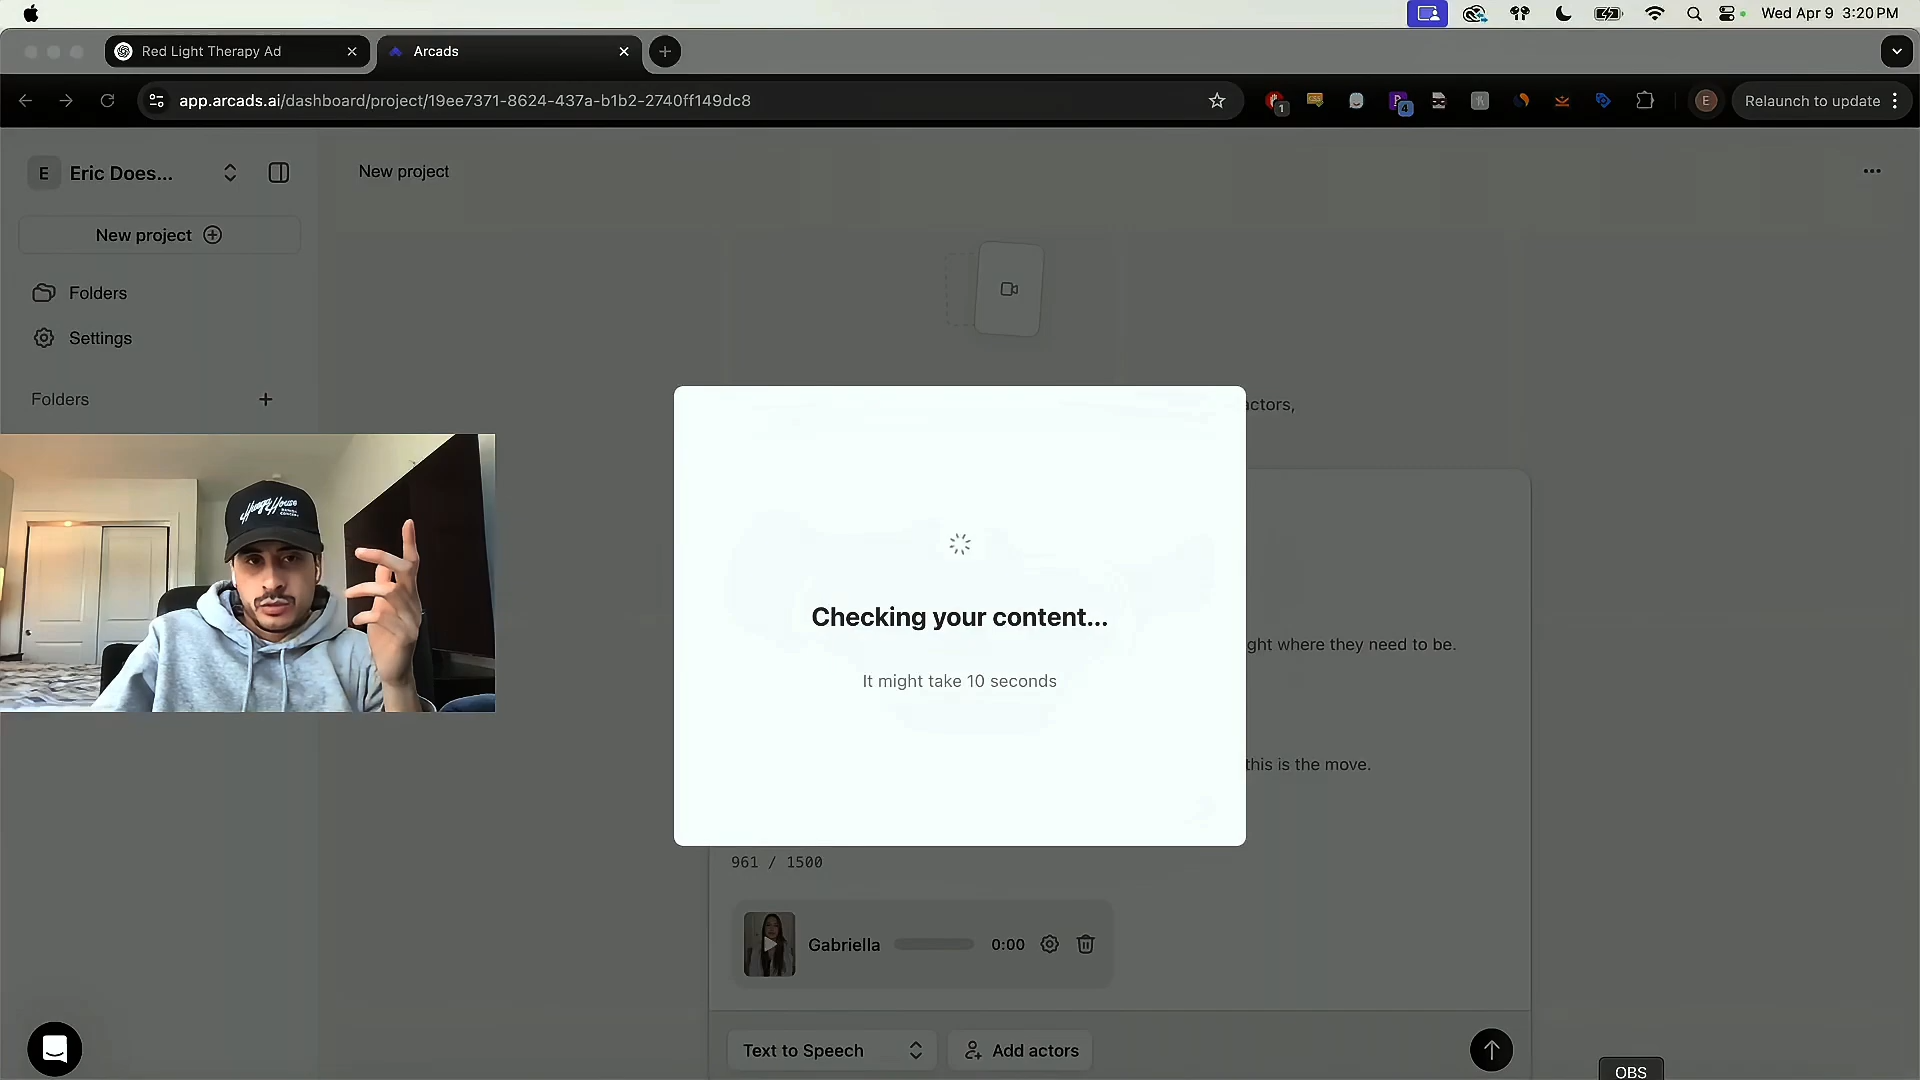 Wed Apr 9 3:20 PM
Red Light Therapy Ad
Arcads
app.arcads.ai/dashboard/project/19ee7371-8624-437a-b1b2-2740ff149dc8
1
4
E
Relaunch to update
E
Eric Does...
New project
New project
Folders
Settings
Folders
actors,
ght where they need to be.
this is the move.
Checking your content...
It might take 10 seconds
961 / 1500
Gabriella
0:00
Text to Speech
Add actors
OBS